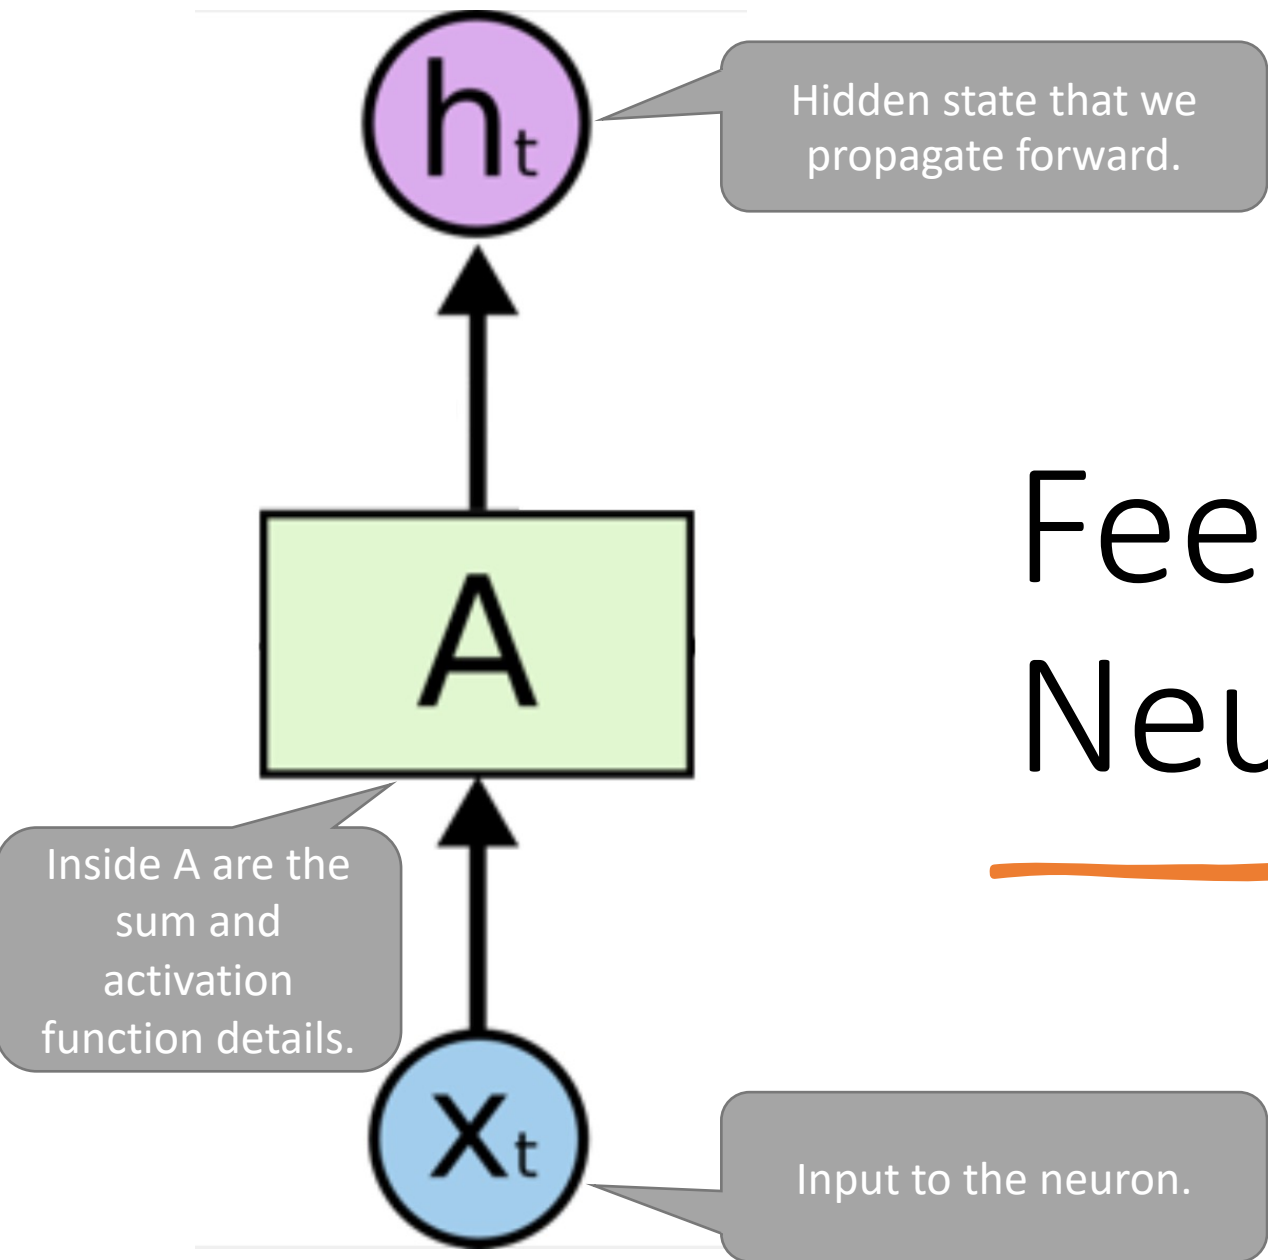 ht
Hidden state that we
propagate forward.
Fee
Neu
A
Inside A are the
sum and
activation
function details.
xt
Input to the neuron.